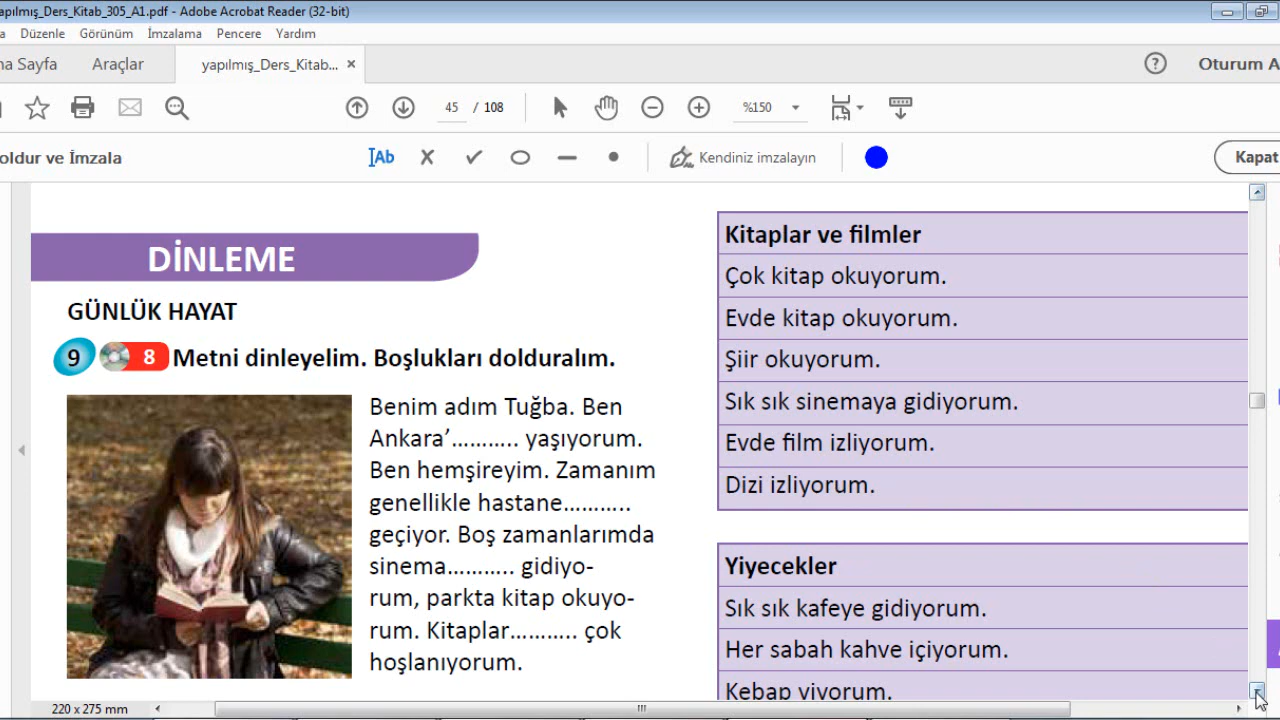 apılmış_Ders_Kitab_305_A1.pdf - Adobe Acrobat Reader (32-bit)
a Düzenle Görünüm İmzalama Pencere Yardım
na Sayfa Araçlar yapılmış_Ders_Kitab... × ? Oturum A
45 / 108 %150
oldur ve İmzala Ab Kendiniz imzalayın Kapat
DİNLEME
GÜNLÜK HAYAT
9 8 Metni dinleyelim. Boşlukları dolduralım.
Benim adım Tuğba. Ben
Ankara’……….. yaşıyorum.
Ben hemşireyim. Zamanım
genellikle hastane………..
geçiyor. Boş zamanlarımda
sinema……….. gidiyo-
rum, parkta kitap okuyo-
rum. Kitaplar……….. çok
hoşlanıyorum.
Kitaplar ve filmler
Çok kitap okuyorum.
Evde kitap okuyorum.
Şiir okuyorum.
Sık sık sinemaya gidiyorum.
Evde film izliyorum.
Dizi izliyorum.
Yiyecekler
Sık sık kafeye gidiyorum.
Her sabah kahve içiyorum.
Kebap yiyorum.
220 x 275 mm